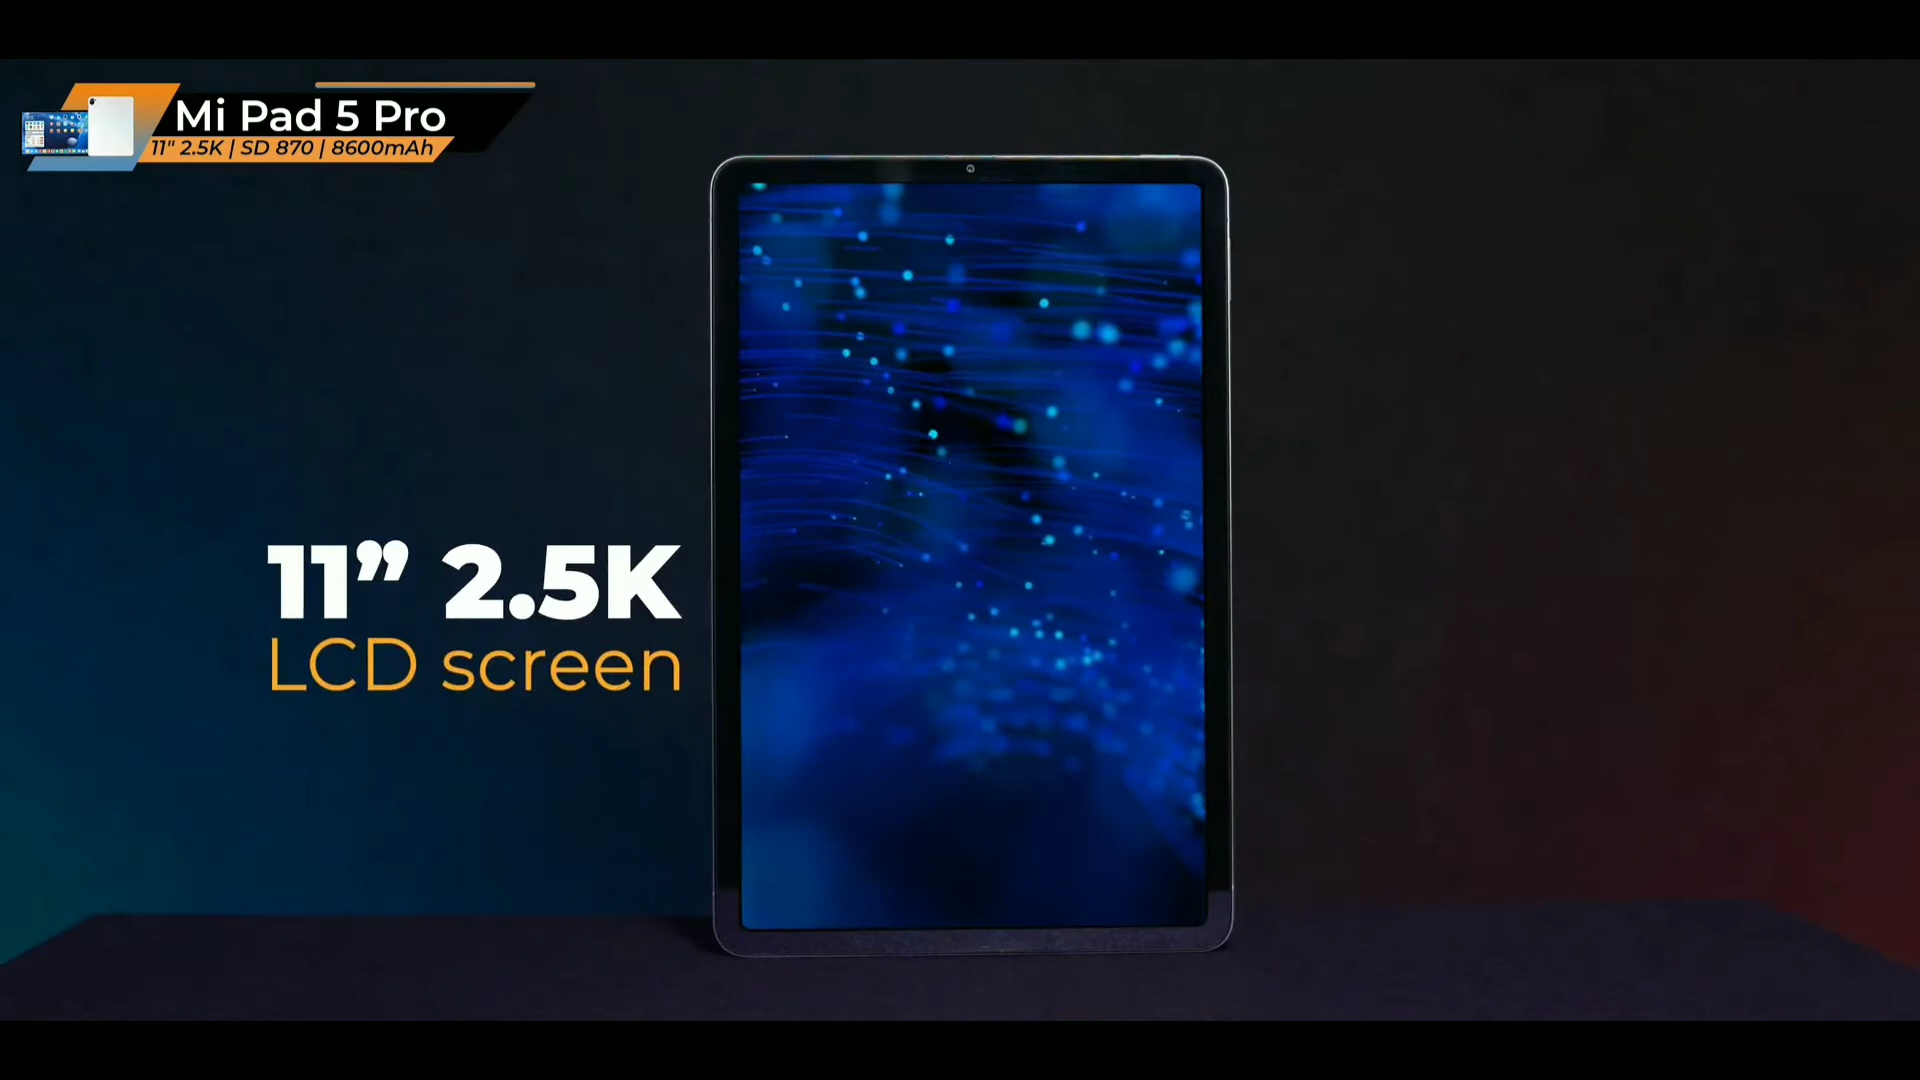 Mi Pad 5 Pro
11" 2.5K | SD 870 | 8600mAh
11” 2.5K
LCD screen